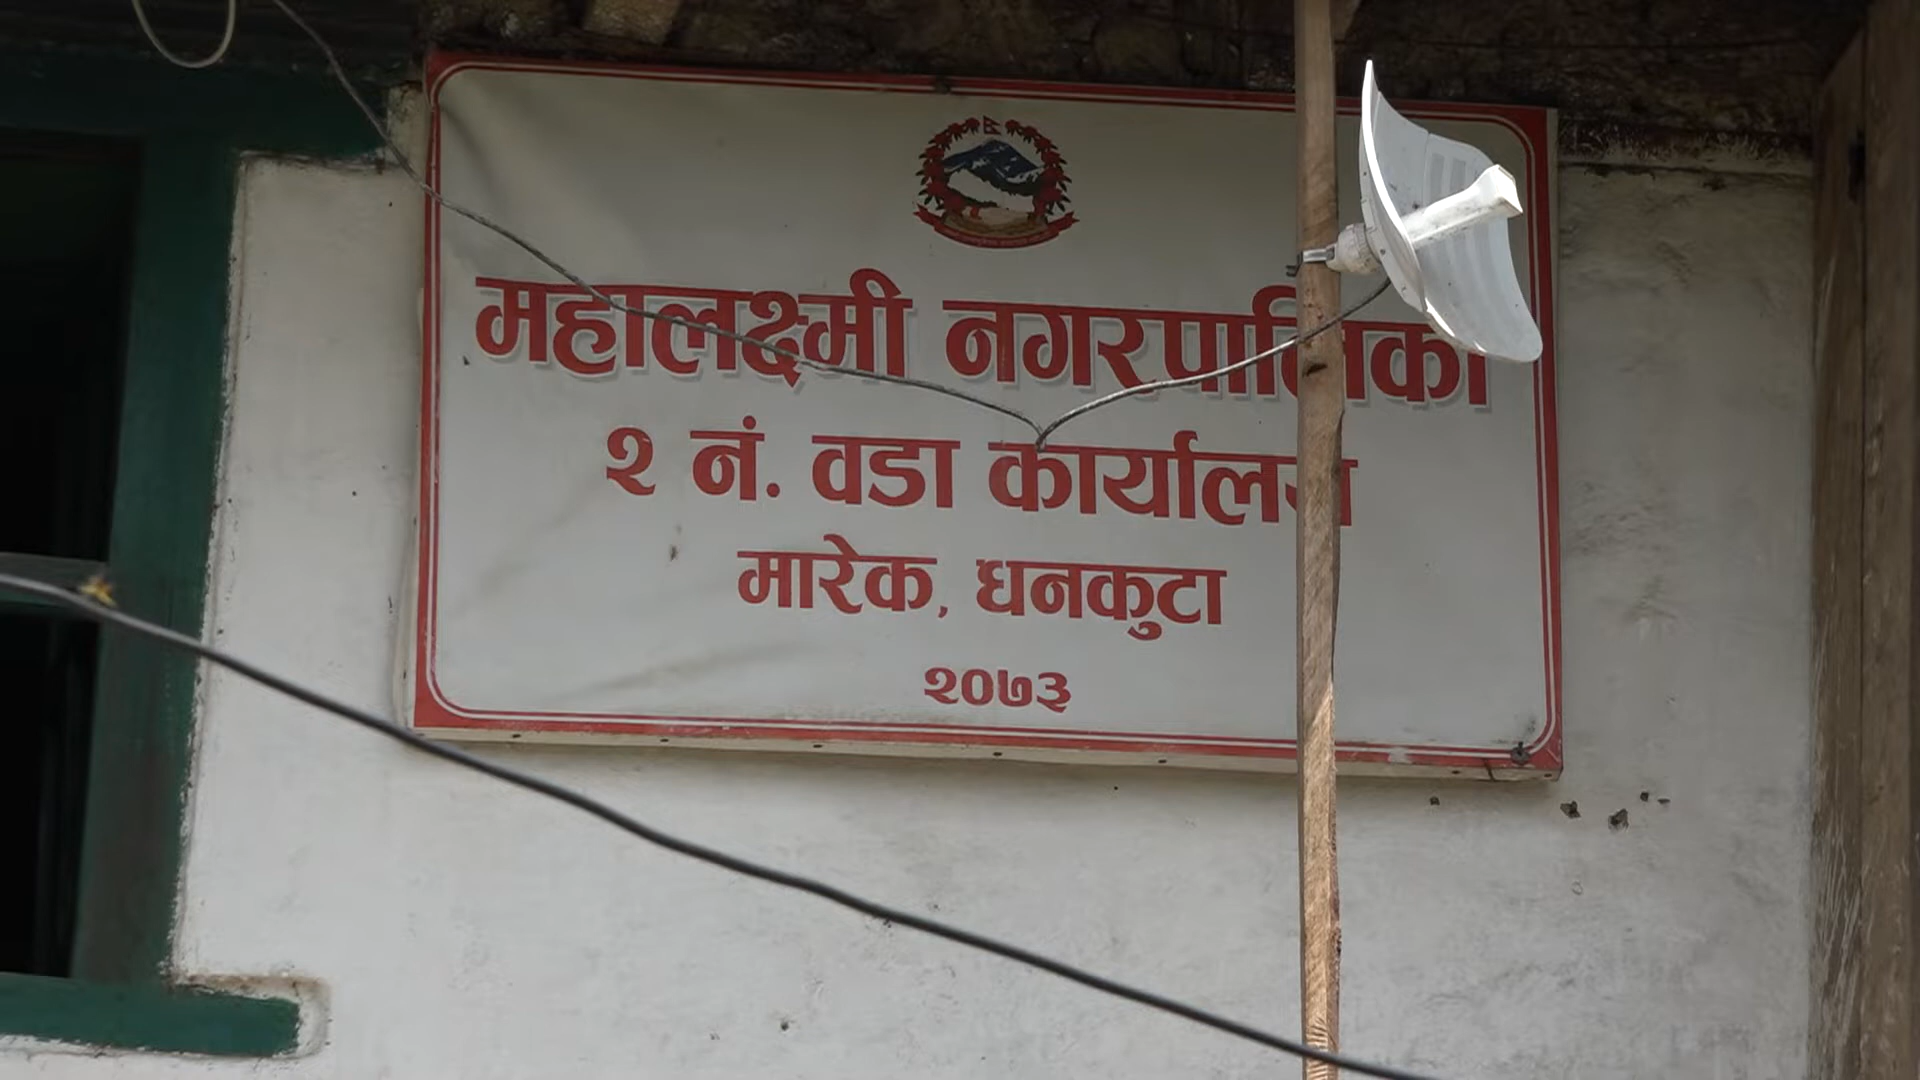 महालक्ष्मी नगरपालिका
२ नं. वडा कार्यालय
मारेक, धनकुटा
२०७३